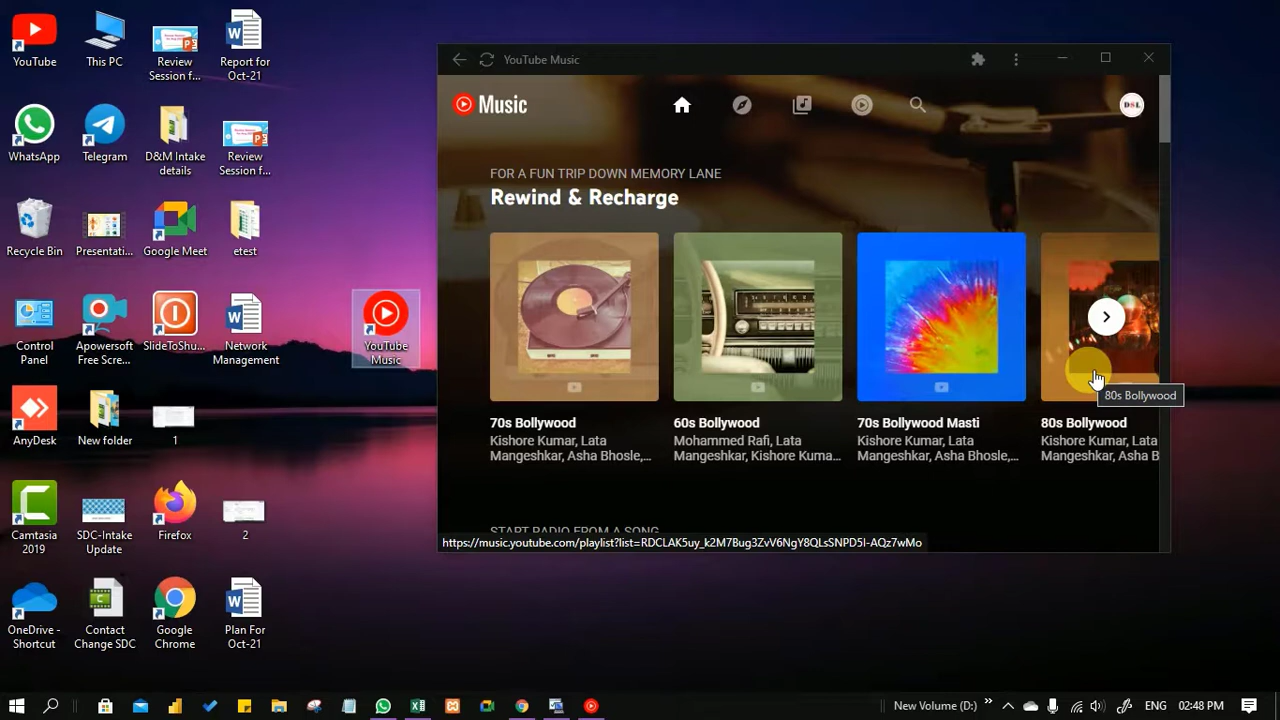 YouTube
This PC
Review
Session f...
Report for
Oct-21
WhatsApp
Telegram
D&M Intake
details
Review
Session f...
Recycle Bin
Presentati...
Google Meet
etest
Control
Panel
Apowersoft
Free Scre...
SlideToShu...
Network
Management
YouTube
Music
AnyDesk
New folder
1
Camtasia
2019
SDC-Intake
Update
Firefox
2
OneDrive -
Shortcut
Contact
Change SDC
Google
Chrome
Plan For
Oct-21
YouTube Music
Music
DSL
FOR A FUN TRIP DOWN MEMORY LANE
Rewind & Recharge
80s Bollywood
70s Bollywood
Kishore Kumar, Lata
Mangeshkar, Asha Bhosle,...
60s Bollywood
Mohammed Rafi, Lata
Mangeshkar, Kishore Kuma...
70s Bollywood Masti
Kishore Kumar, Lata
Mangeshkar, Asha Bhosle,...
80s Bollywood
Kishore Kumar, Lata
Mangeshkar, Asha B
START RADIO FROM A SONG
https://music.youtube.com/playlist?list=RDCLAK5uy_k2M7Bug3ZvV6NgY8QLsSNPD5I-AQz7wMo
New Volume (D:)
ENG
02:48 PM